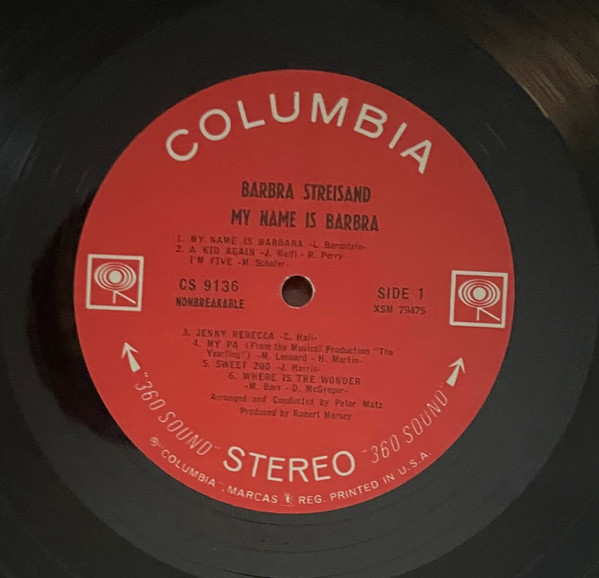 COLUMBIA
BARBRA STREISAND
MY NAME IS BARBRA
1. MY NAME IS BARBARA -L. Bernstein-
2. A KID AGAIN -J. Melfi - R. Perry-
I'M FIVE -M. Schafer-
CS 9136
NONBREAKABLE
SIDE 1
XSM 79475
3. JENNY REBECCA -C. Hall-
4. MY PA (From the Musical Production "The
Yearling") -M. Leonard - H. Martin-
5. SWEET ZOO -J. Harris-
6. WHERE IS THE WONDER
-M. Barr - D. McGregor-
Arranged and Conducted by Peter Matz
Produced by Robert Mersey
"360 SOUND" STEREO "360 SOUND"
® "COLUMBIA", MARCAS REG. PRINTED IN U.S.A.